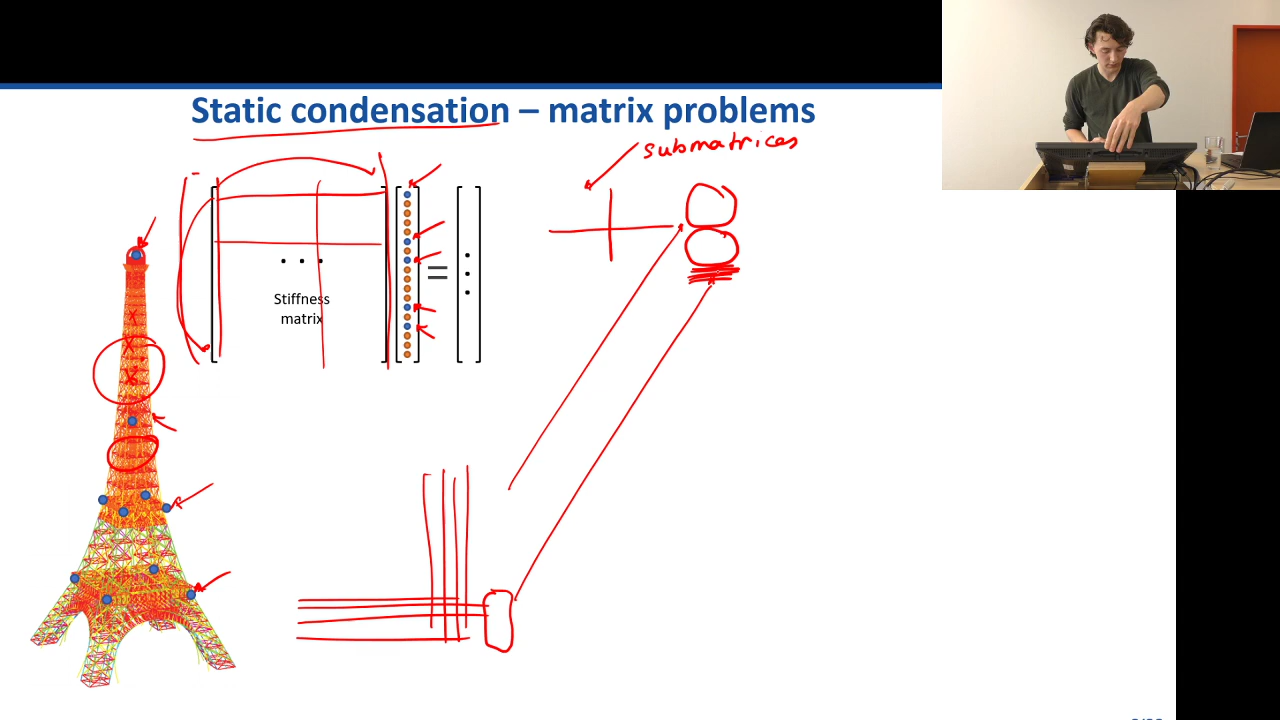 Static condensation – matrix problems
submatrices
. . .
Stiffness
matrix
=